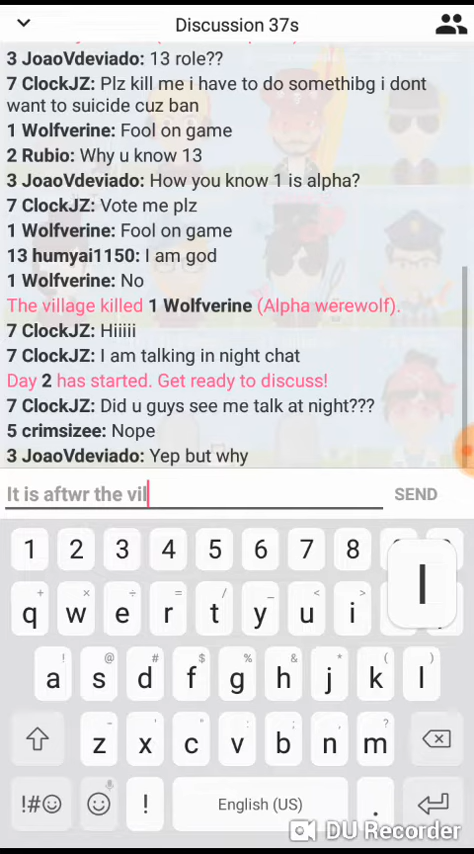 Discussion 37s
3 JoaoVdeviado: 13 role??
7 ClockJZ: Plz kill me i have to do somethibg i dont
want to suicide cuz ban
1 Wolfverine: Fool on game
2 Rubio: Why u know 13
3 JoaoVdeviado: How you know 1 is alpha?
7 ClockJZ: Vote me plz
1 Wolfverine: Fool on game
13 humyai1150: I am god
1 Wolfverine: No
The village killed 1 Wolfverine (Alpha werewolf).
7 ClockJZ: Hiiiii
7 ClockJZ: I am talking in night chat
Day 2 has started. Get ready to discuss!
7 ClockJZ: Did u guys see me talk at night???
5 crimsizee: Nope
3 JoaoVdeviado: Yep but why
It is aftwr the vil SEND
1 2 3 4 5 6 7 8
+ × ÷ = / _ < >
q w e r t y u i l
! @ # $ % & * ( )
a s d f g h j k l
- ' " : ; , ?
z x c v b n m
!#☺ ! English (US) .
DU Recorder